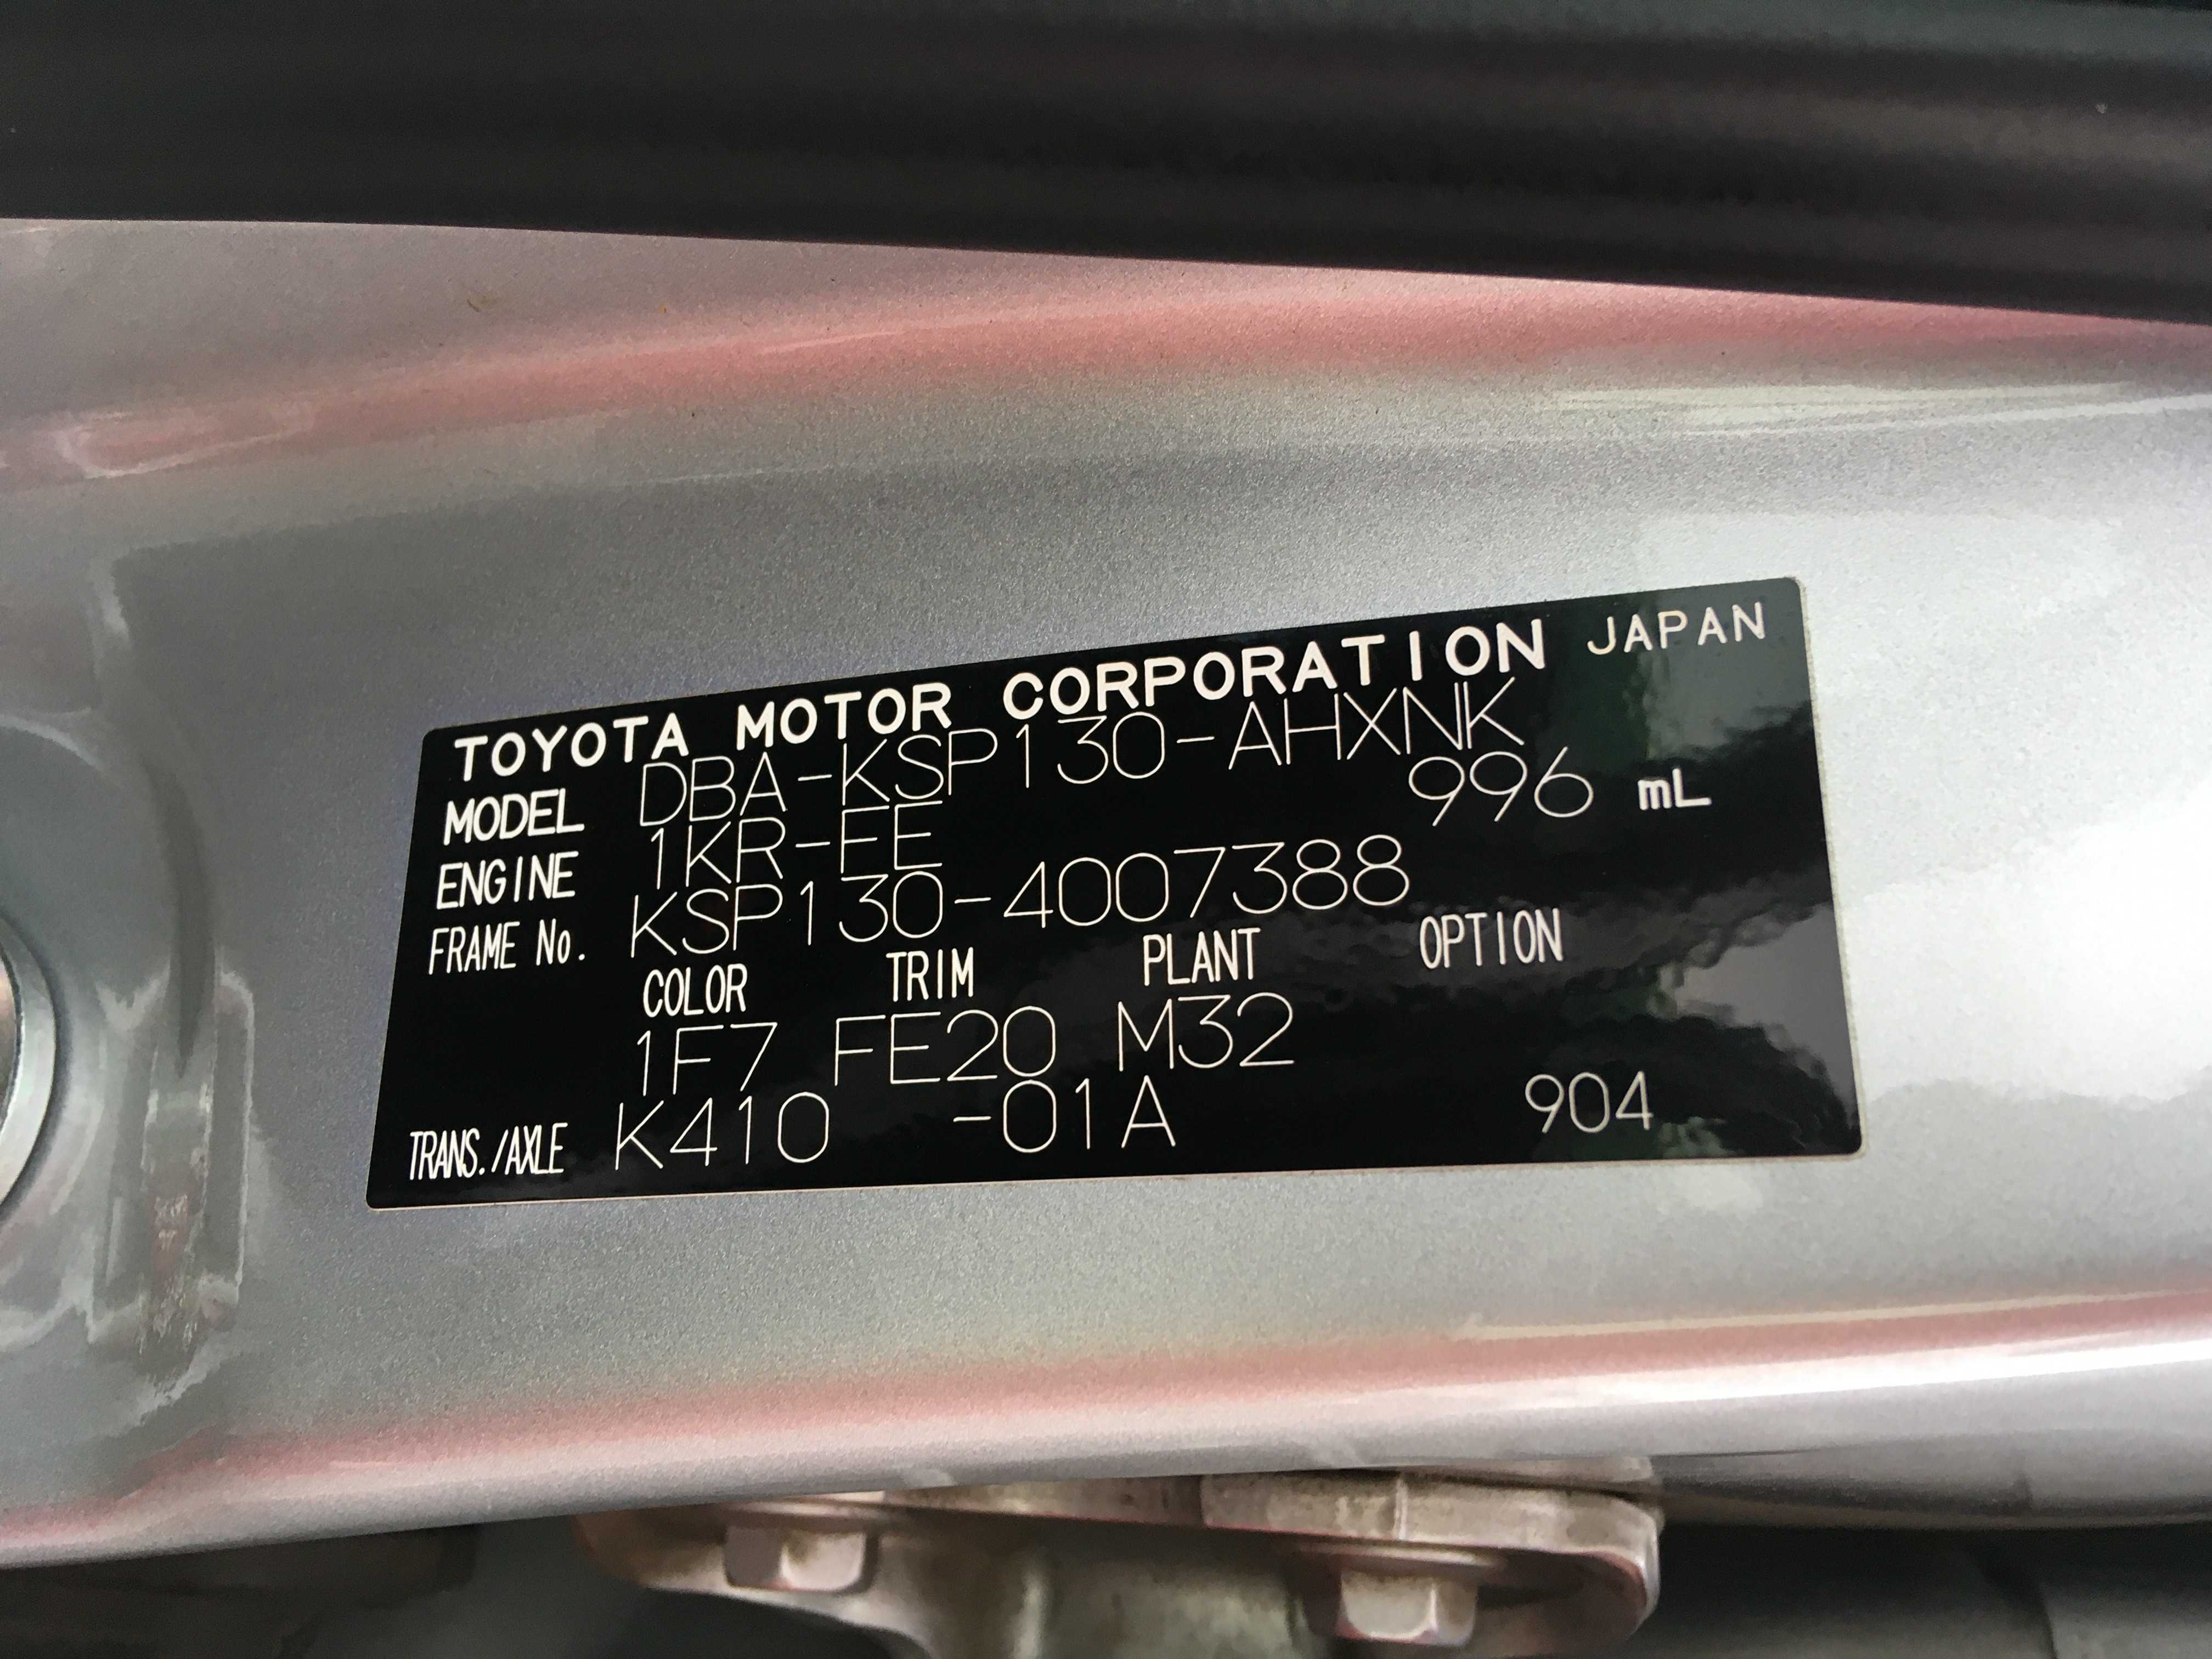 TOYOTA MOTOR CORPORATION JAPAN
MODEL DBA-KSP130-AHXNK
ENGINE 1KR-FE 996 mL
FRAME No. KSP130-4007388
COLOR TRIM PLANT OPTION
1F7 FE20 M32
TRANS./AXLE K410 -01A 904